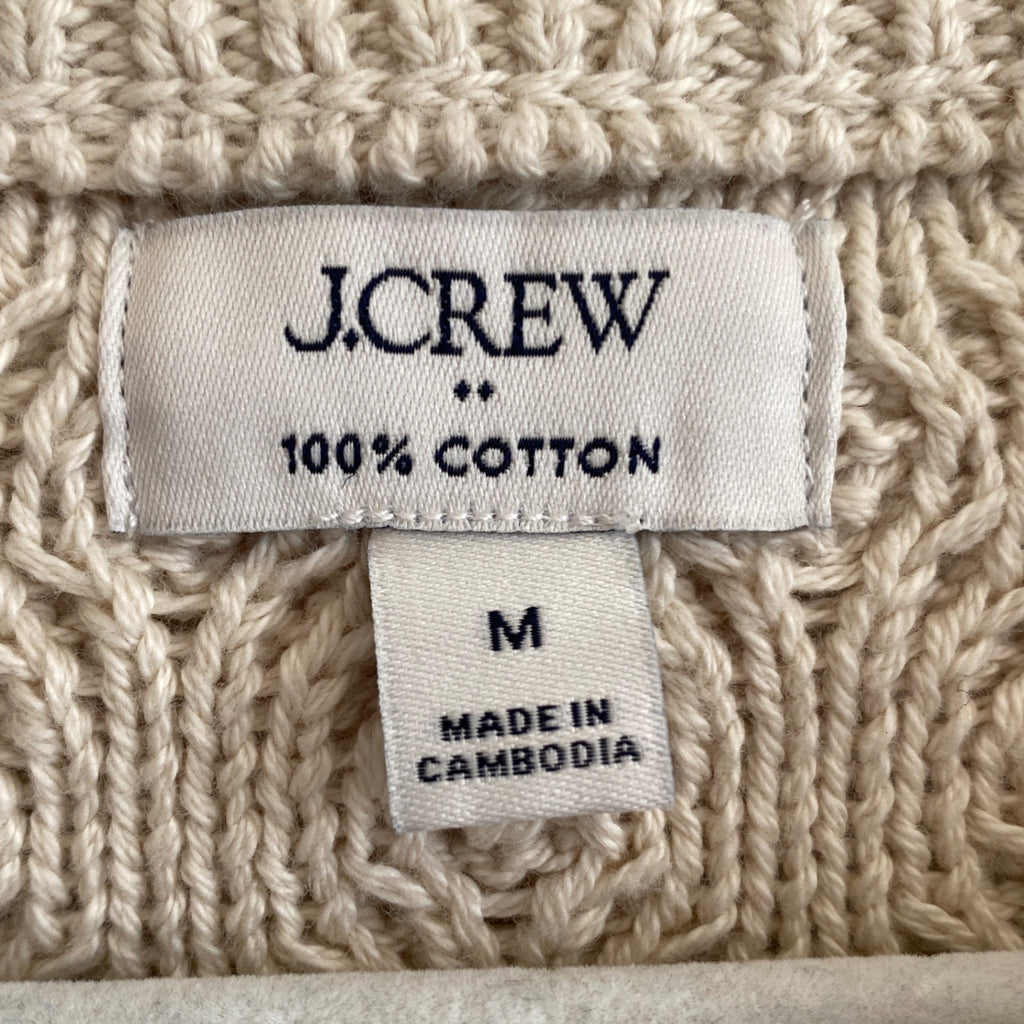 J.CREW
100% COTTON
M
MADE IN
CAMBODIA